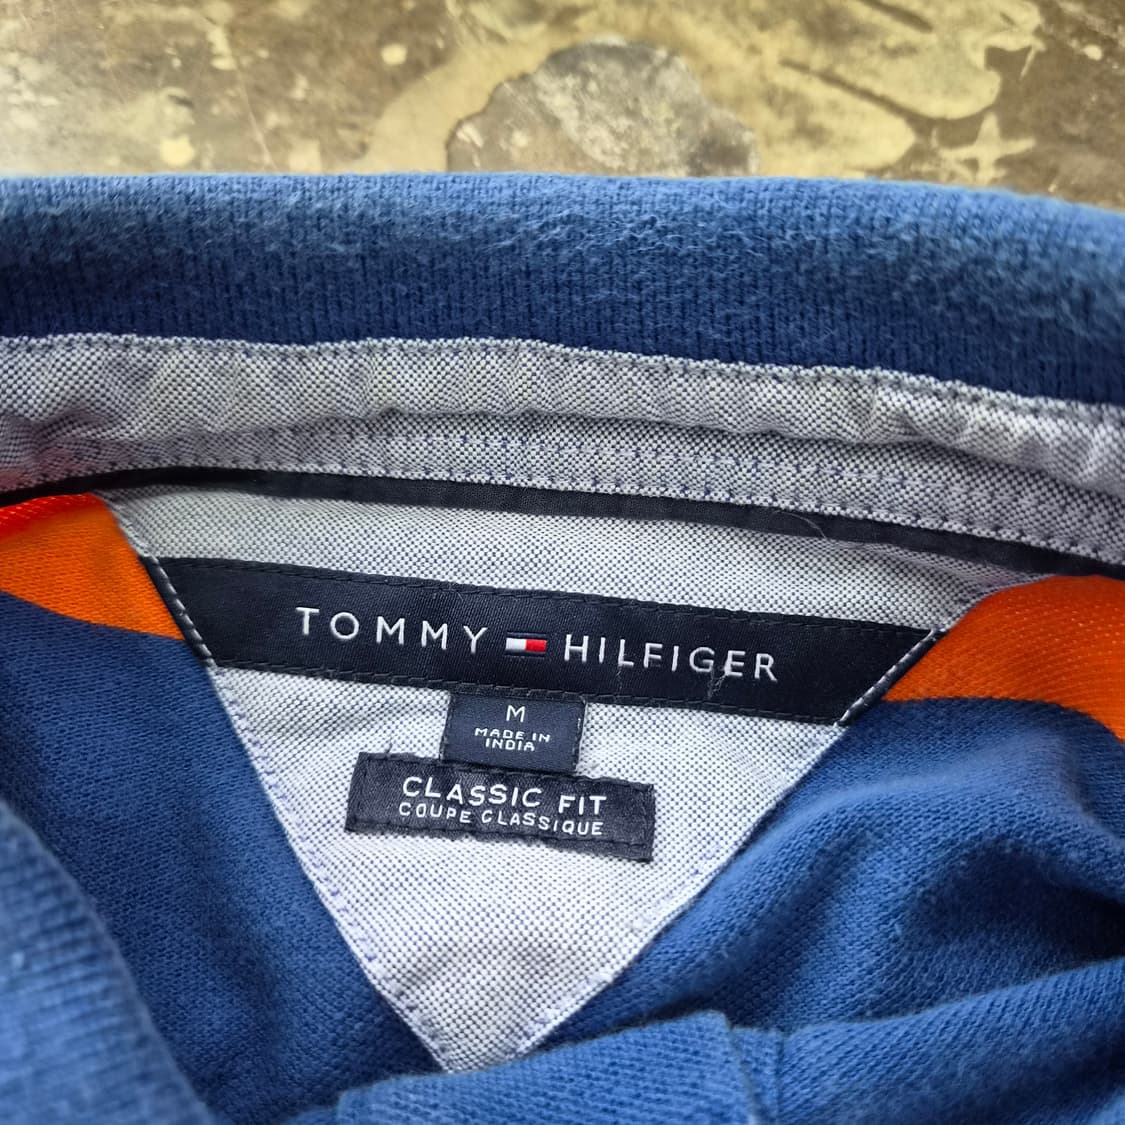 TOMMY HILFIGER
M
MADE IN
INDIA
CLASSIC FIT
COUPE CLASSIQUE